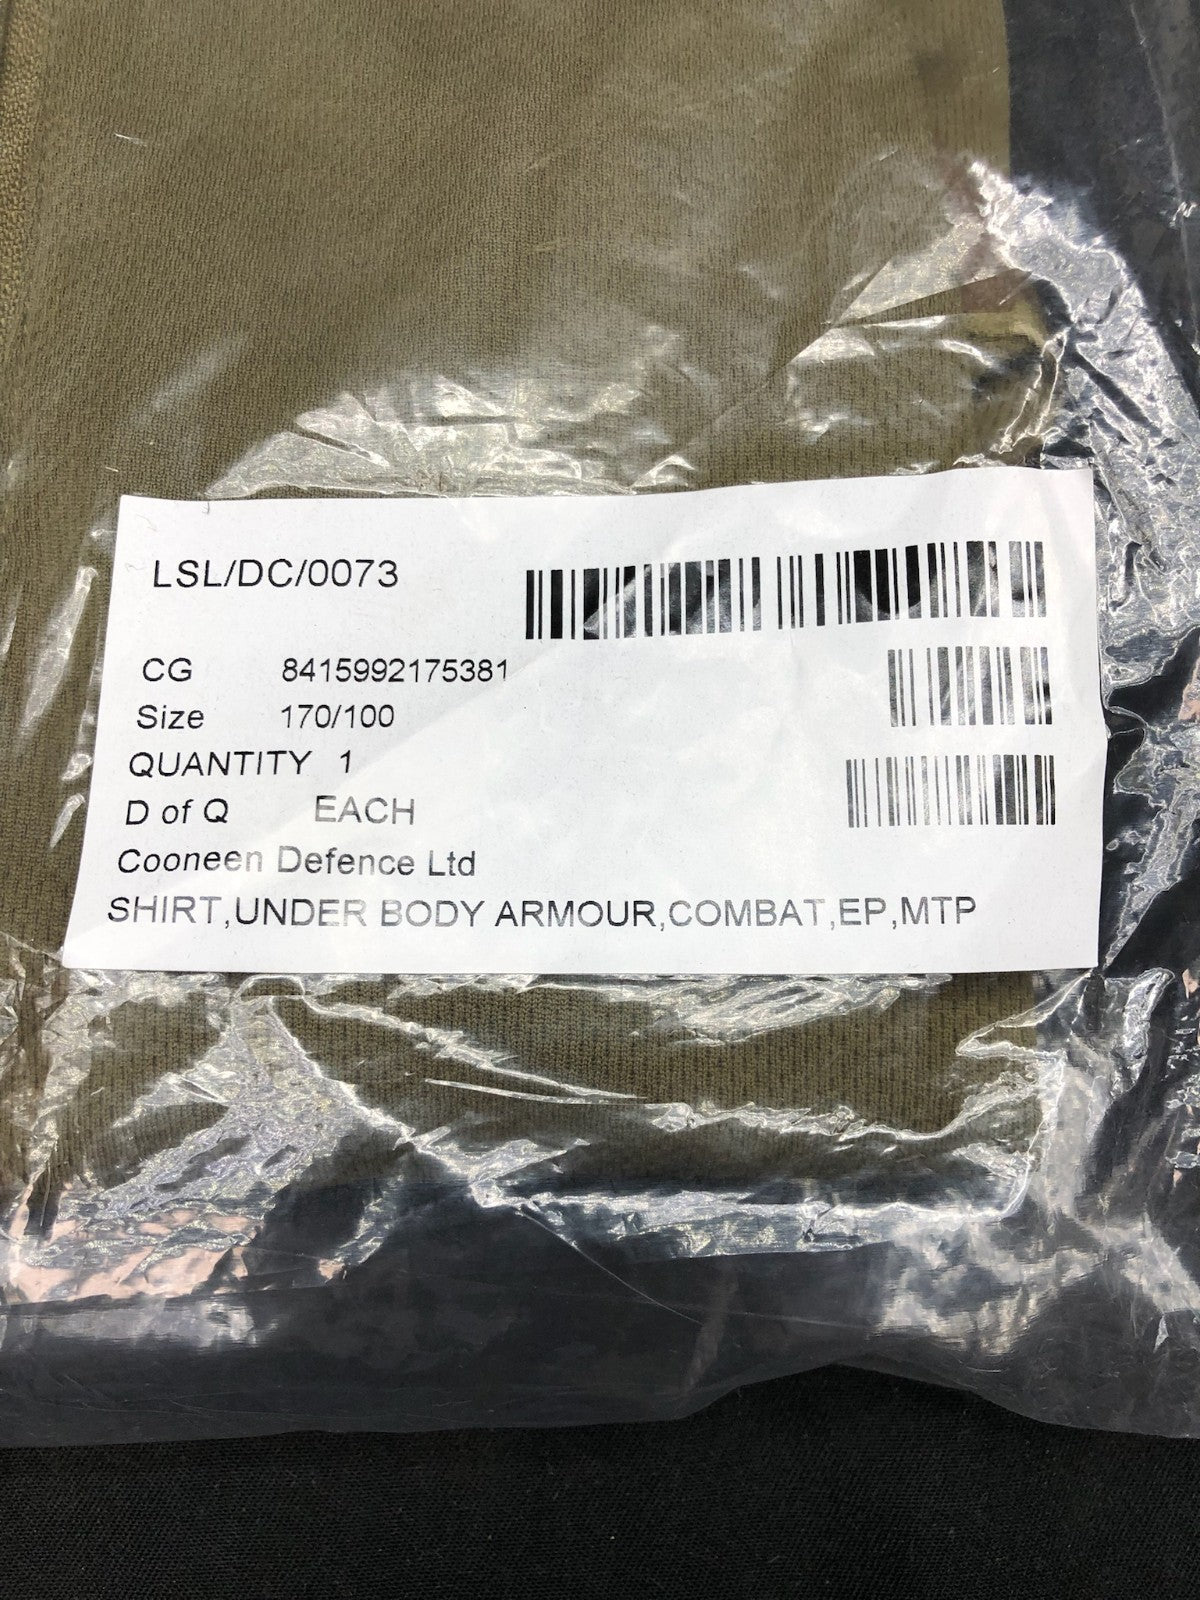 LSL/DC/0073
CG 8415992175381
Size 170/100
QUANTITY 1
D of Q EACH
Cooneen Defence Ltd
SHIRT,UNDER BODY ARMOUR,COMBAT,EP,MTP